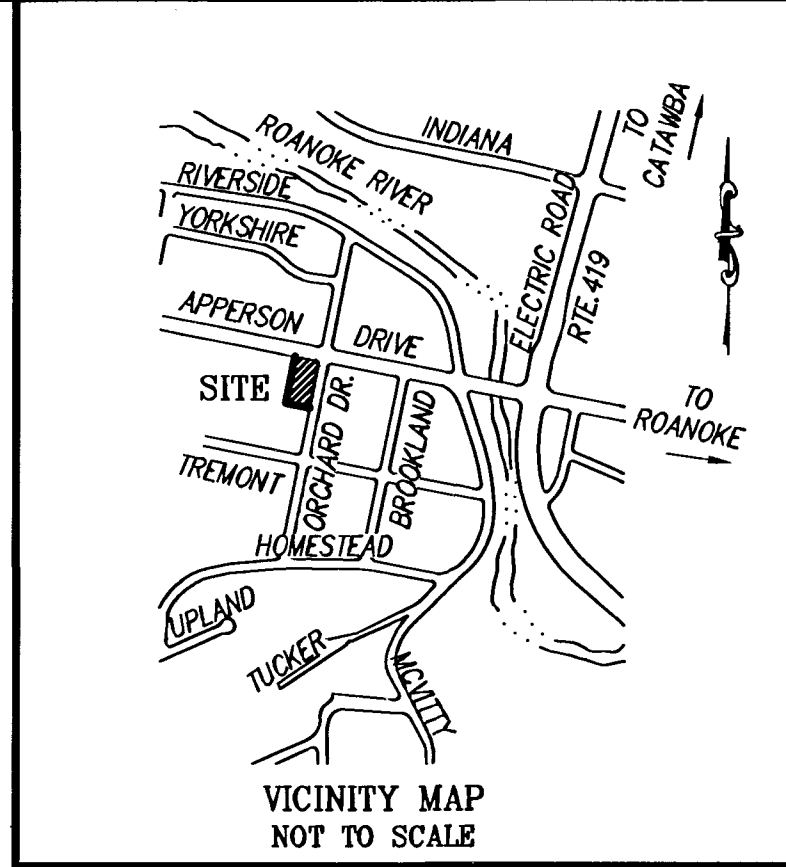 INDIANA
TO
CATAWBA
ROANOKE RIVER
RIVERSIDE
YORKSHIRE
ELECTRIC ROAD
RTE. 419
APPERSON DRIVE
SITE
ORCHARD DR.
BROOKLAND
TO
ROANOKE
TREMONT
HOMESTEAD
UPLAND
TUCKER
MCVITTY
VICINITY MAP
NOT TO SCALE